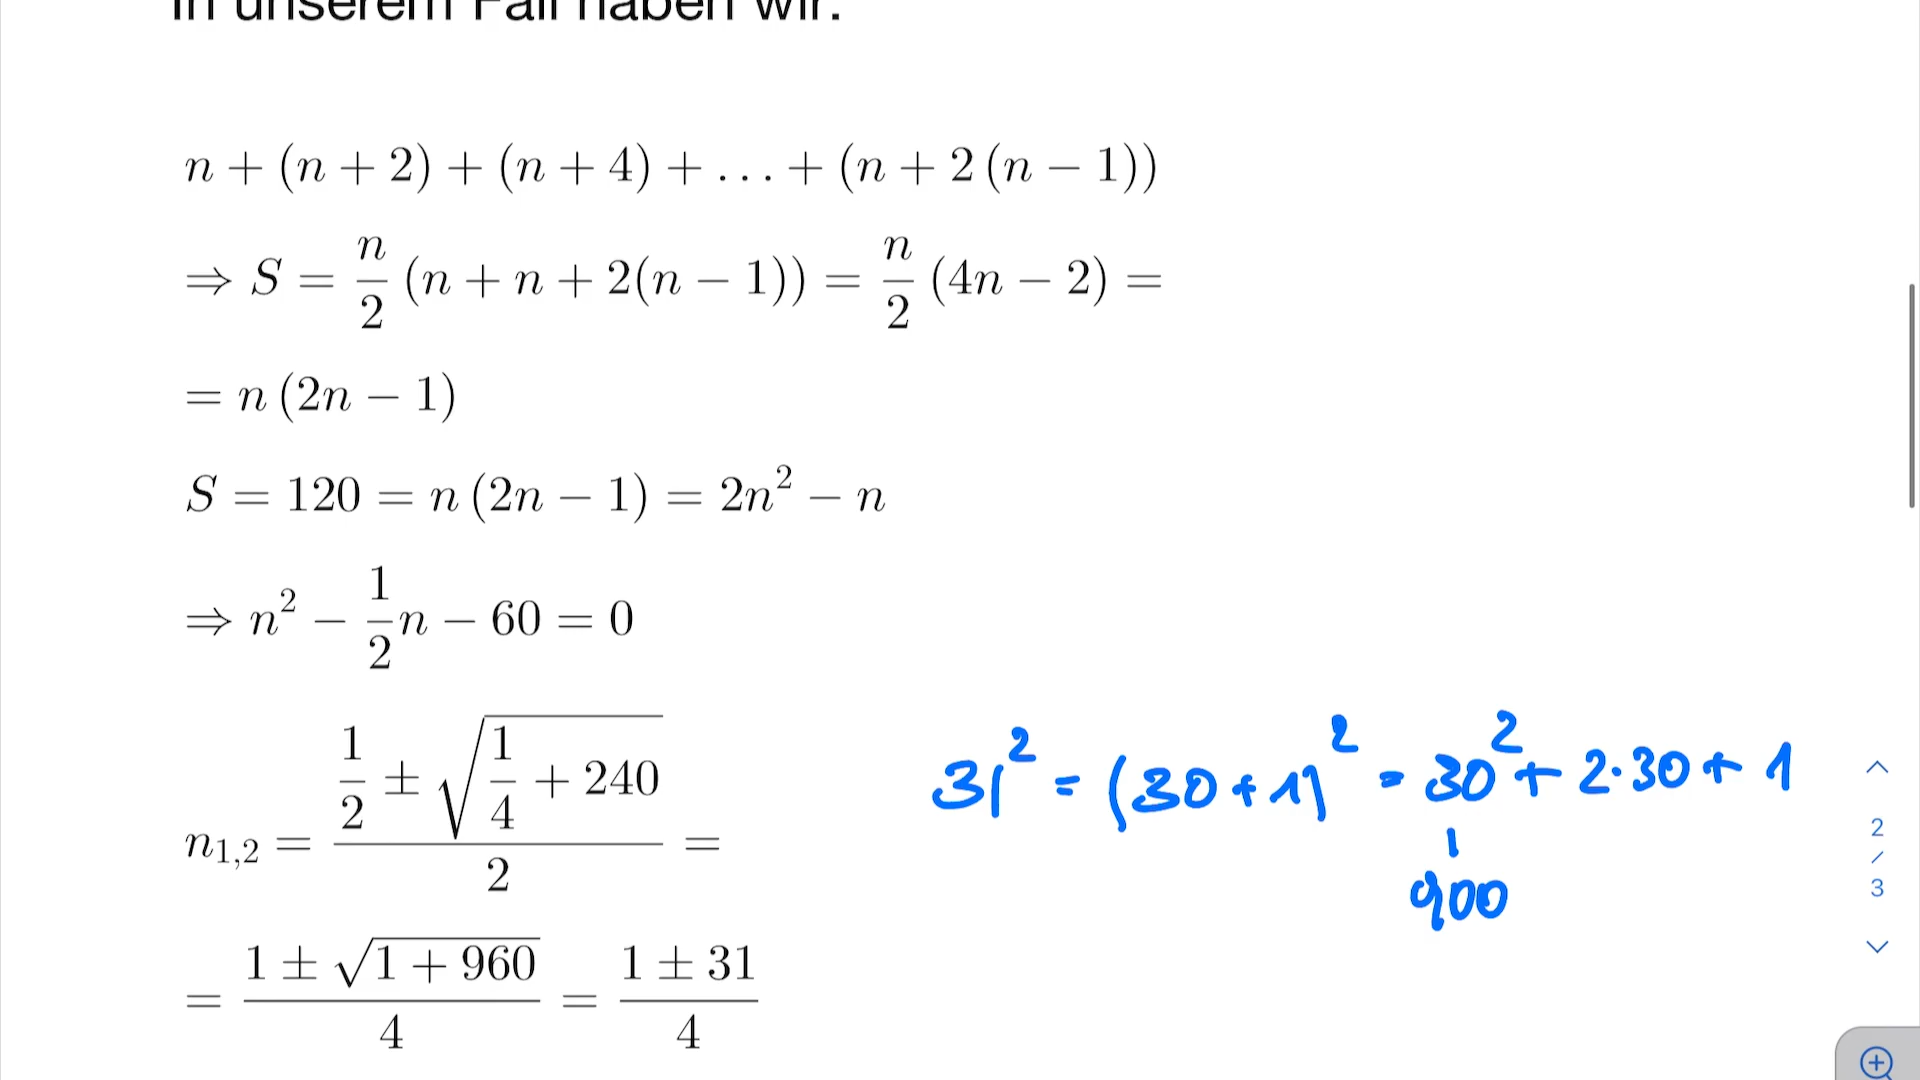 In unserem Fall haben wir:
n + (n + 2) + (n + 4) + . . . + (n + 2 (n − 1))
⇒ S = n/2 (n + n + 2(n − 1)) = n/2 (4n − 2) =
= n (2n − 1)
S = 120 = n (2n − 1) = 2n² − n
⇒ n² − 1/2 n − 60 = 0
n₁,₂ = (1/2 ± √(1/4 + 240))/2 =
31² = (30 + 1)² = 30² + 2·30 + 1
900
= (1 ± √(1 + 960))/4 = (1 ± 31)/4
2
/
3